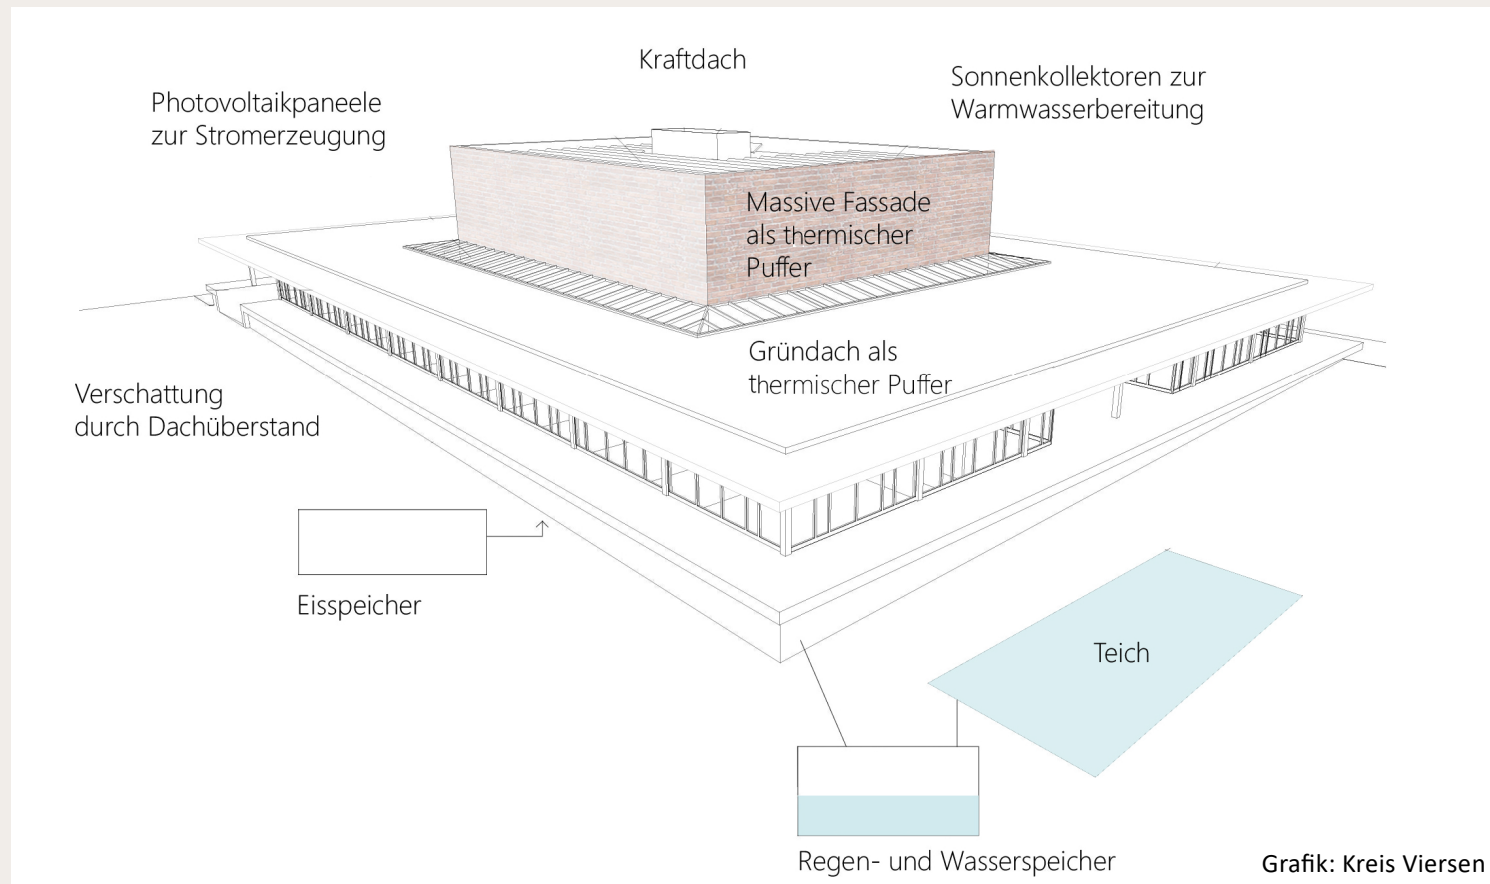 Kraftdach
Photovoltaikpaneele
zur Stromerzeugung
Sonnenkollektoren zur
Warmwasserbereitung
Massive Fassade
als thermischer
Puffer
Gründach als
thermischer Puffer
Verschattung
durch Dachüberstand
Eisspeicher
Teich
Regen- und Wasserspeicher
Grafik: Kreis Viersen